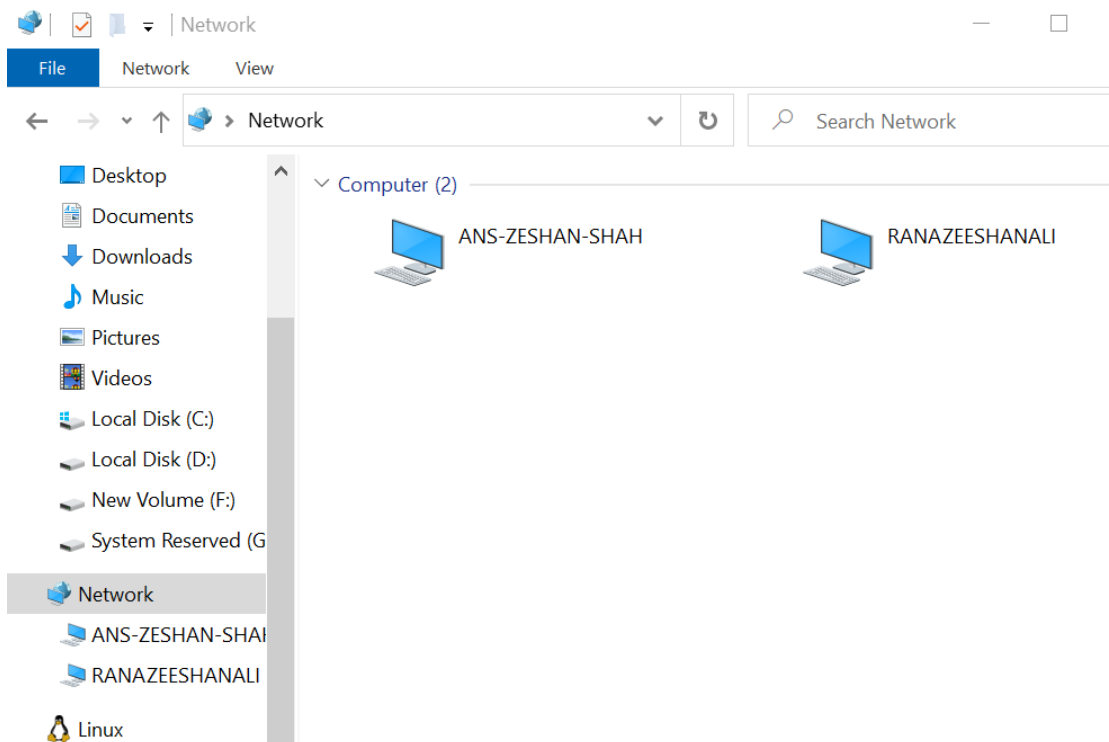 Network
File Network View
Network
Search Network
Desktop
Documents
Downloads
Music
Pictures
Videos
Local Disk (C:)
Local Disk (D:)
New Volume (F:)
System Reserved (G
Network
ANS-ZESHAN-SHAH
RANAZEESHANALI
Linux
Computer (2)
ANS-ZESHAN-SHAH
RANAZEESHANALI